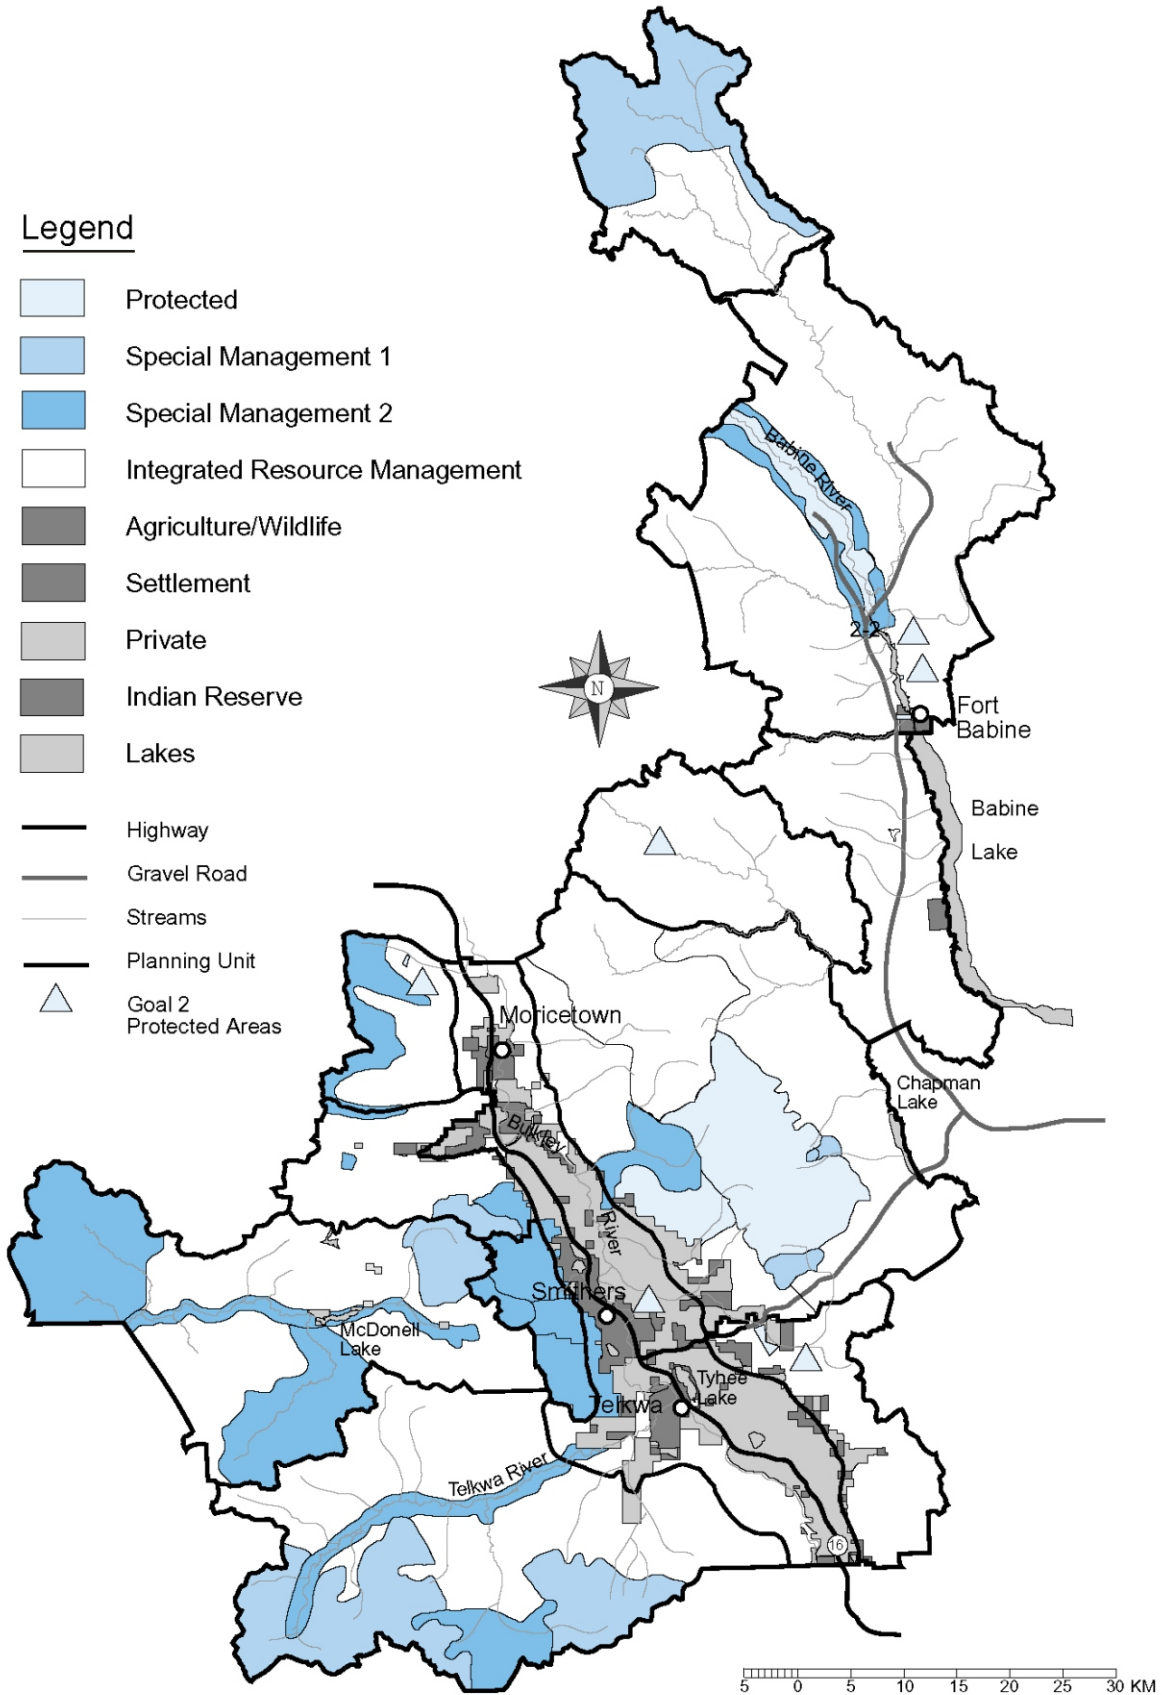 Legend
Protected
Special Management 1
Special Management 2
Integrated Resource Management
Agriculture/Wildlife
Settlement
Private
Indian Reserve
Lakes
Highway
Gravel Road
Streams
Planning Unit
Goal 2
Protected Areas
Babine River
2-2
N
Fort
Babine
Babine
Lake
Moricetown
Chapman
Lake
Bulkley
River
Smithers
McDonell
Lake
Tyhee
Lake
Telkwa
Telkwa River
16
5 0 5 10 15 20 25 30 KM